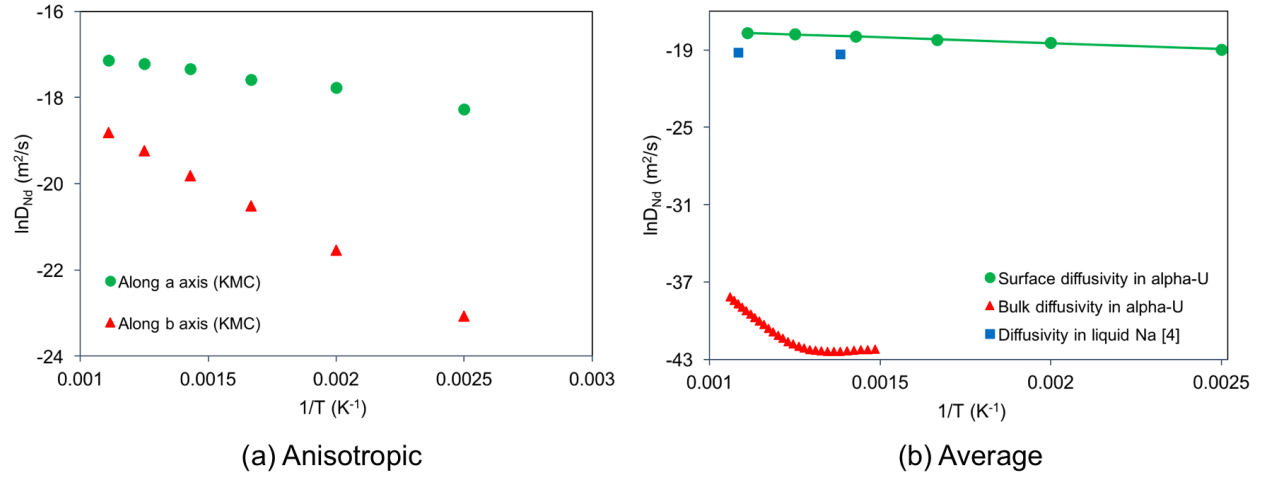 -16
-18
-20
-22
-24
lnD_Nd (m²/s)
Along a axis (KMC)
Along b axis (KMC)
0.001 0.0015 0.002 0.0025 0.003
1/T (K⁻¹)
(a) Anisotropic
-19
-25
-31
-37
-43
lnD_Nd (m²/s)
Surface diffusivity in alpha-U
Bulk diffusivity in alpha-U
Diffusivity in liquid Na [4]
0.001 0.0015 0.002 0.0025
1/T (K⁻¹)
(b) Average